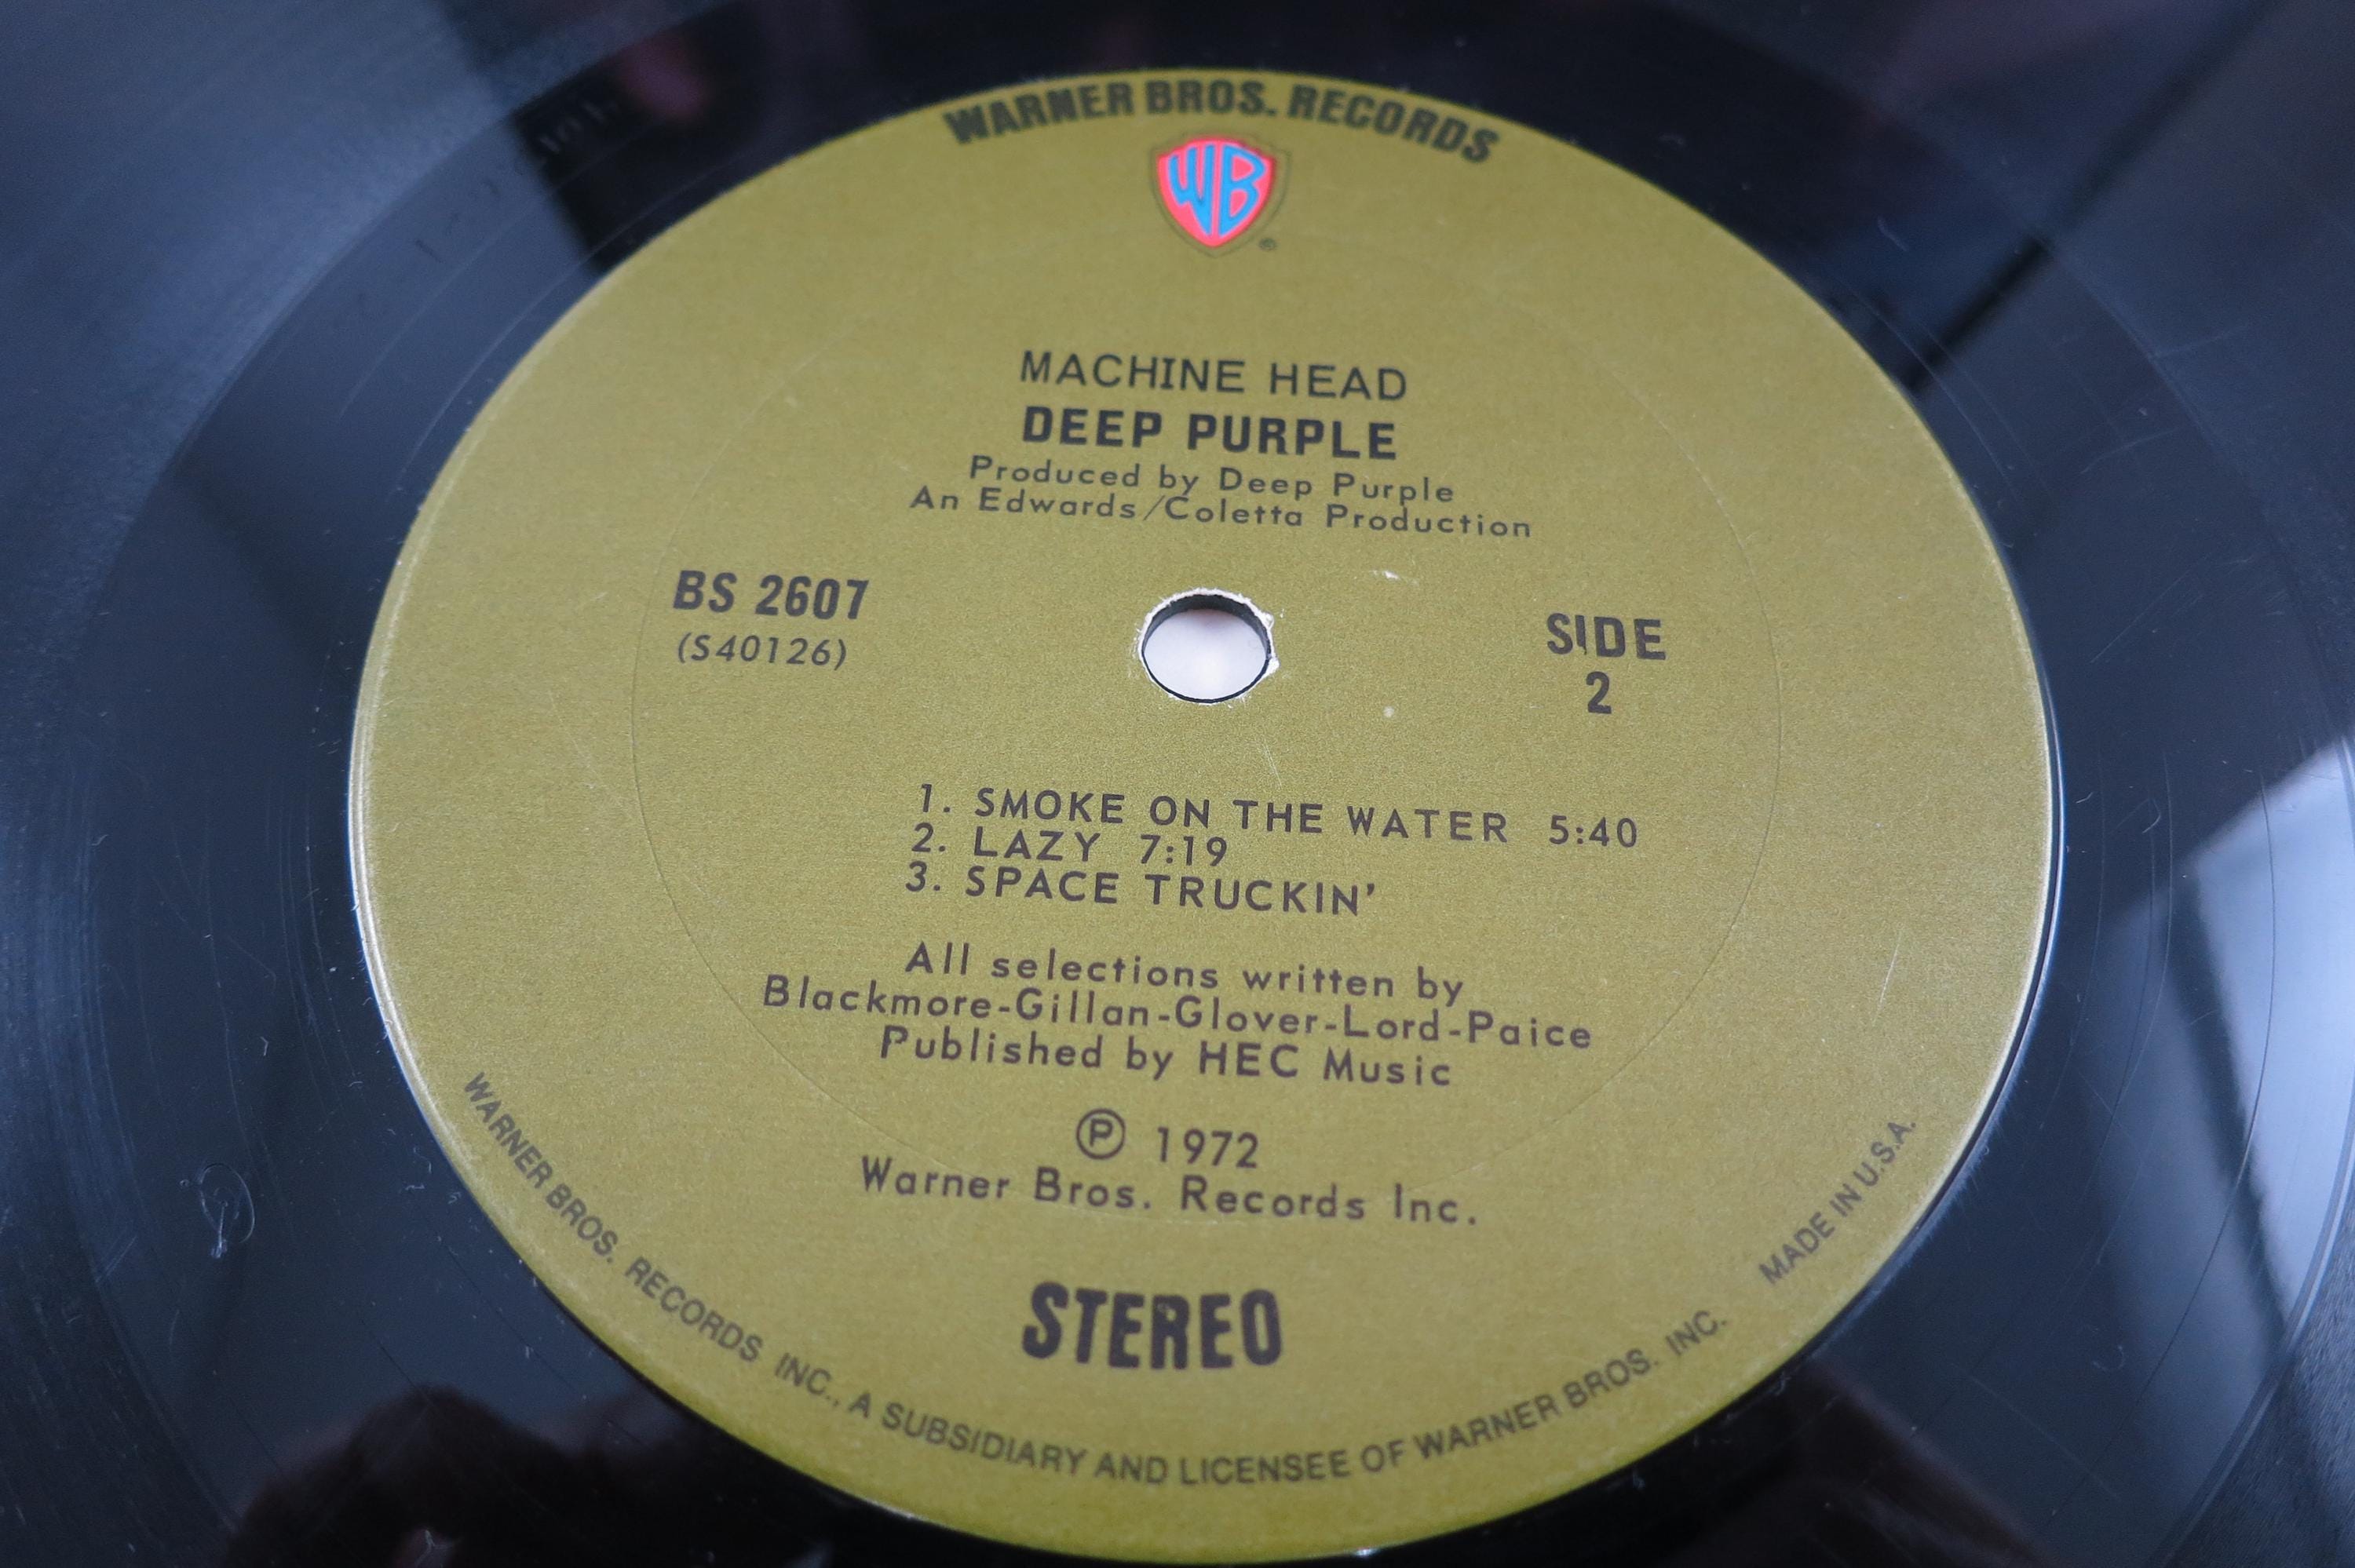 WARNER BROS. RECORDS
WB
®
MACHINE HEAD
DEEP PURPLE
Produced by Deep Purple
An Edwards/Coletta Production
BS 2607
(S40126)
SIDE
2
1. SMOKE ON THE WATER 5:40
2. LAZY 7:19
3. SPACE TRUCKIN'
All selections written by
Blackmore-Gillan-Glover-Lord-Paice
Published by HEC Music
℗ 1972
Warner Bros. Records Inc.
STEREO
WARNER BROS. RECORDS INC., A SUBSIDIARY AND LICENSEE OF WARNER BROS. INC. MADE IN U.S.A.